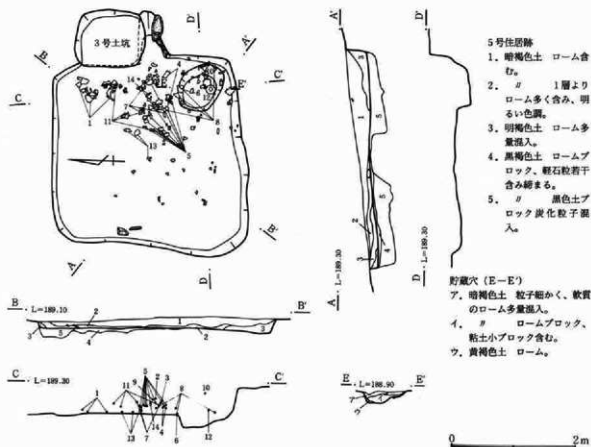 3号土坑
5号住居跡
1．暗褐色土 ローム含
む。
2． 〃 1層より
ローム多く含み、明
るい色調。
3．明褐色土 ローム多
量混入。
4．黒褐色土 ロームブ
ロック、軽石粒若干
含み締まる。
5． 〃 黒色土ブ
ロック炭化粒子混
入。
貯蔵穴（E－E'）
ア．暗褐色土 粒子細かく、軟質
のローム多量混入。
イ． 〃 ロームブロック、
粘土小ブロック含む。
ウ．黄褐色土 ローム。
A L=189.30 A'
D L=189.30 D'
B L=189.10 B'
C L=189.30 C'
E L=188.90 E'
0 2m